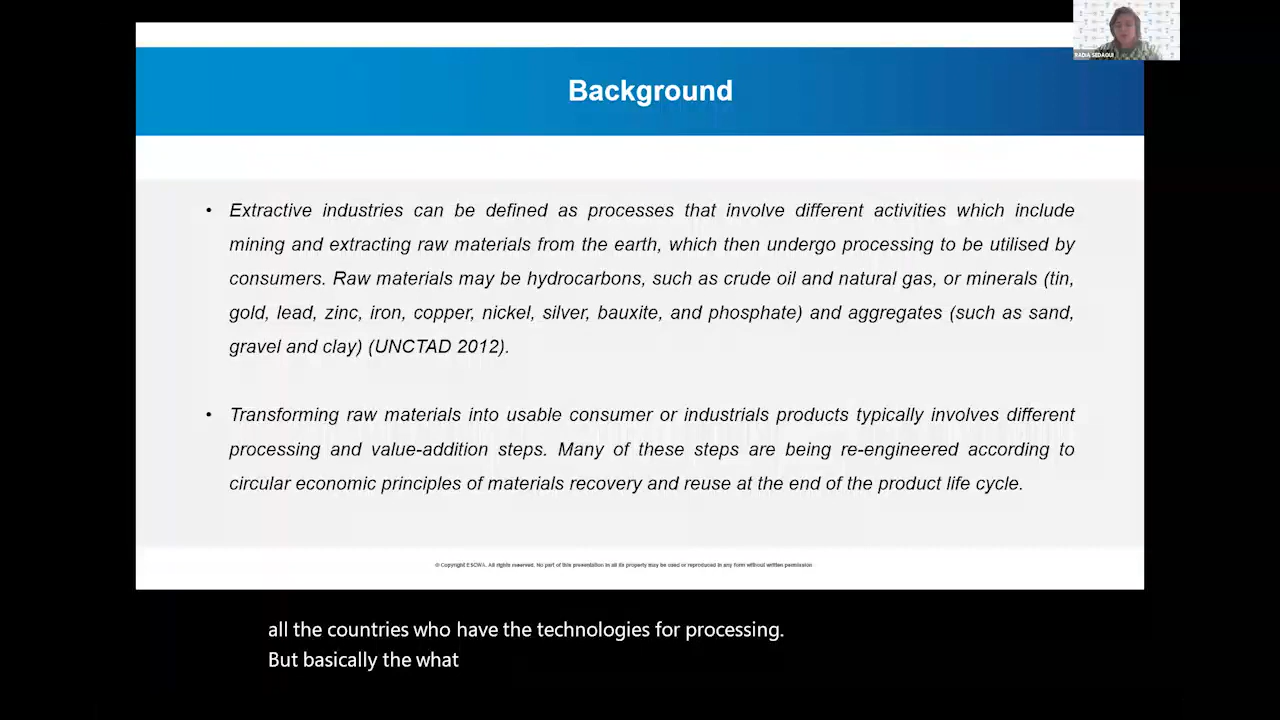 RADIA SEDAOUI
Background
• Extractive industries can be defined as processes that involve different activities which include
mining and extracting raw materials from the earth, which then undergo processing to be utilised by
consumers. Raw materials may be hydrocarbons, such as crude oil and natural gas, or minerals (tin,
gold, lead, zinc, iron, copper, nickel, silver, bauxite, and phosphate) and aggregates (such as sand,
gravel and clay) (UNCTAD 2012).
• Transforming raw materials into usable consumer or industrials products typically involves different
processing and value-addition steps. Many of these steps are being re-engineered according to
circular economic principles of materials recovery and reuse at the end of the product life cycle.
© Copyright ESCWA. All rights reserved. No part of this presentation in all its property may be used or reproduced in any form without written permission
all the countries who have the technologies for processing.
But basically the what